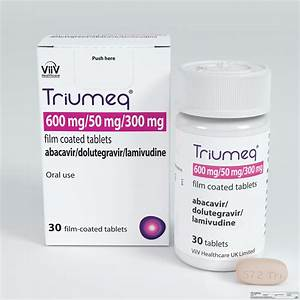 Push here
ViiV
Healthcare
Triumeq
600 mg/50 mg/300 mg
film coated tablets
abacavir/dolutegravir/lamivudine
Oral use
30 film-coated tablets
ViiV
Healthcare
Triumeq
600 mg/50 mg/300 mg
film coated tablets
abacavir/
dolutegravir/
lamivudine
30 tablets
ViiV Healthcare UK Limited
572 Tri